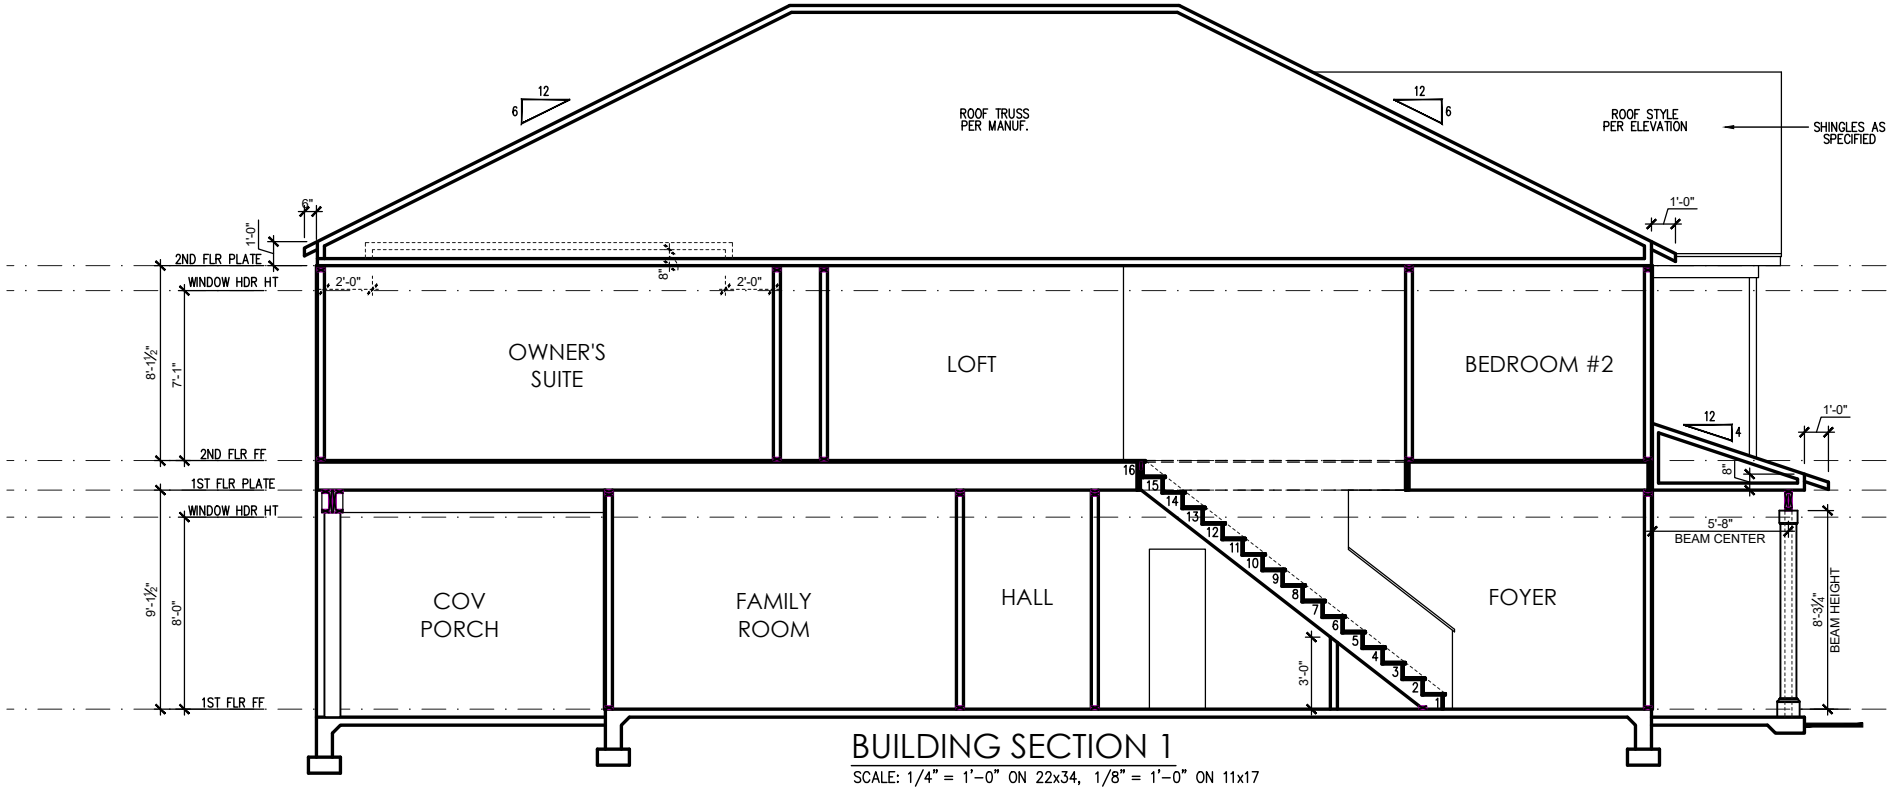 12
6
ROOF TRUSS
PER MANUF.
12
6
ROOF STYLE
PER ELEVATION
SHINGLES AS
SPECIFIED
6"
1'-0"
1'-0"
2ND FLR PLATE
8"
WINDOW HDR HT
2'-0"
2'-0"
8'-1½"
7'-1"
OWNER'S
SUITE
LOFT
BEDROOM #2
12
4
1'-0"
8"
2ND FLR FF
1ST FLR PLATE
WINDOW HDR HT
16
15
14
13
12
11
10
9
8
7
6
5
4
3
2
1
5'-8"
BEAM CENTER
9'-1½"
8'-0"
COV
PORCH
FAMILY
ROOM
HALL
FOYER
3'-0"
8'-3¼"
BEAM HEIGHT
1ST FLR FF
BUILDING SECTION 1
SCALE: 1/4" = 1'-0" ON 22x34, 1/8" = 1'-0" ON 11x17